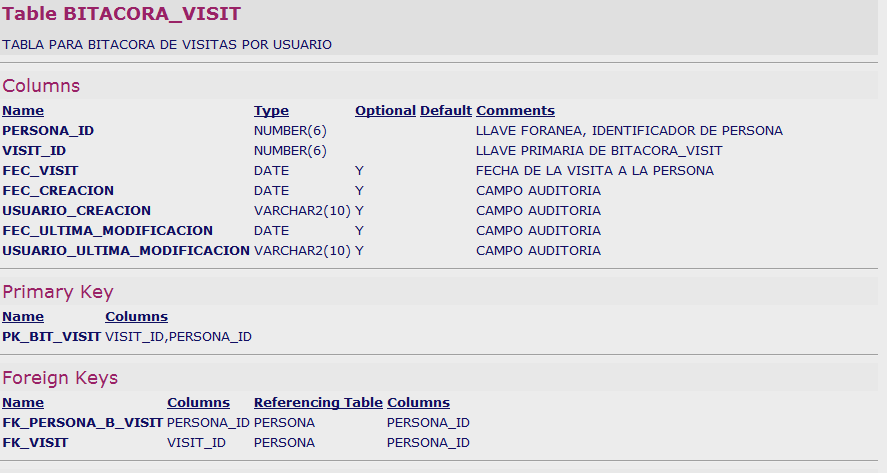 Table BITACORA_VISIT
TABLA PARA BITACORA DE VISITAS POR USUARIO
Columns
Name Type Optional Default Comments
PERSONA_ID NUMBER(6) LLAVE FORANEA, IDENTIFICADOR DE PERSONA
VISIT_ID NUMBER(6) LLAVE PRIMARIA DE BITACORA_VISIT
FEC_VISIT DATE Y FECHA DE LA VISITA A LA PERSONA
FEC_CREACION DATE Y CAMPO AUDITORIA
USUARIO_CREACION VARCHAR2(10) Y CAMPO AUDITORIA
FEC_ULTIMA_MODIFICACION DATE Y CAMPO AUDITORIA
USUARIO_ULTIMA_MODIFICACION VARCHAR2(10) Y CAMPO AUDITORIA
Primary Key
Name Columns
PK_BIT_VISIT VISIT_ID,PERSONA_ID
Foreign Keys
Name Columns Referencing Table Columns
FK_PERSONA_B_VISIT PERSONA_ID PERSONA PERSONA_ID
FK_VISIT VISIT_ID PERSONA PERSONA_ID